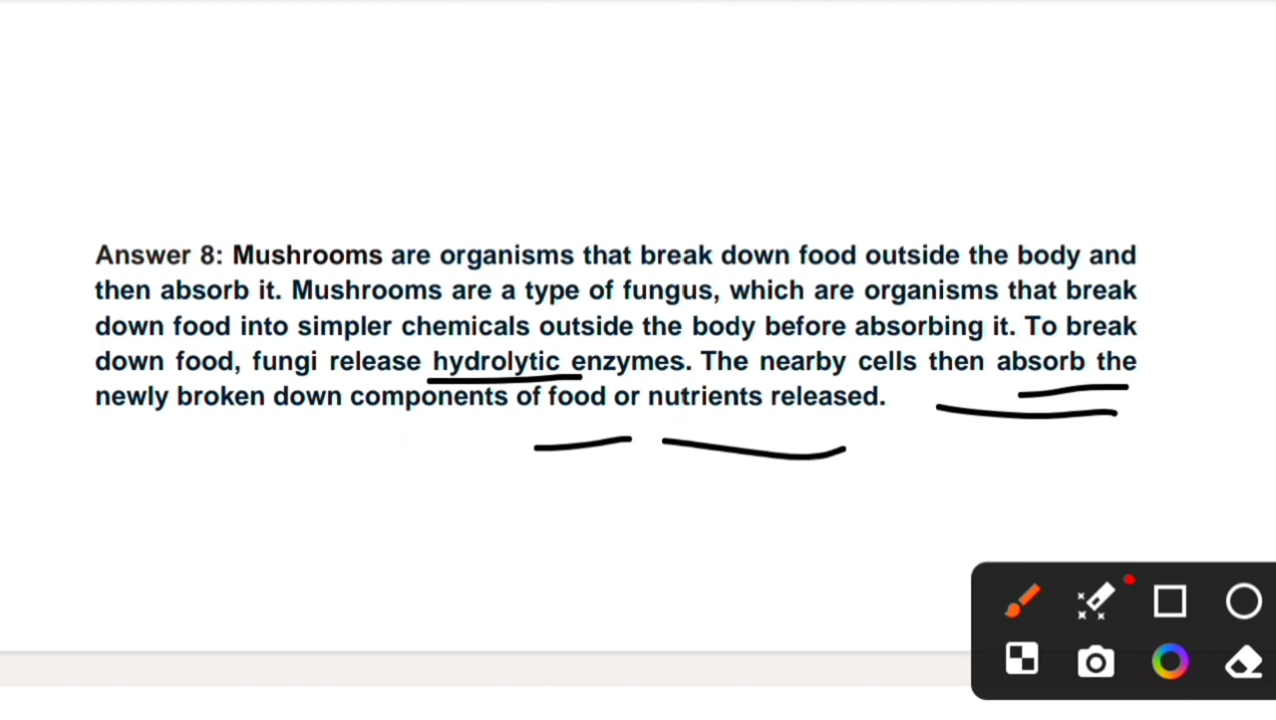 Answer 8: Mushrooms are organisms that break down food outside the body and
then absorb it. Mushrooms are a type of fungus, which are organisms that break
down food into simpler chemicals outside the body before absorbing it. To break
down food, fungi release hydrolytic enzymes. The nearby cells then absorb the
newly broken down components of food or nutrients released.